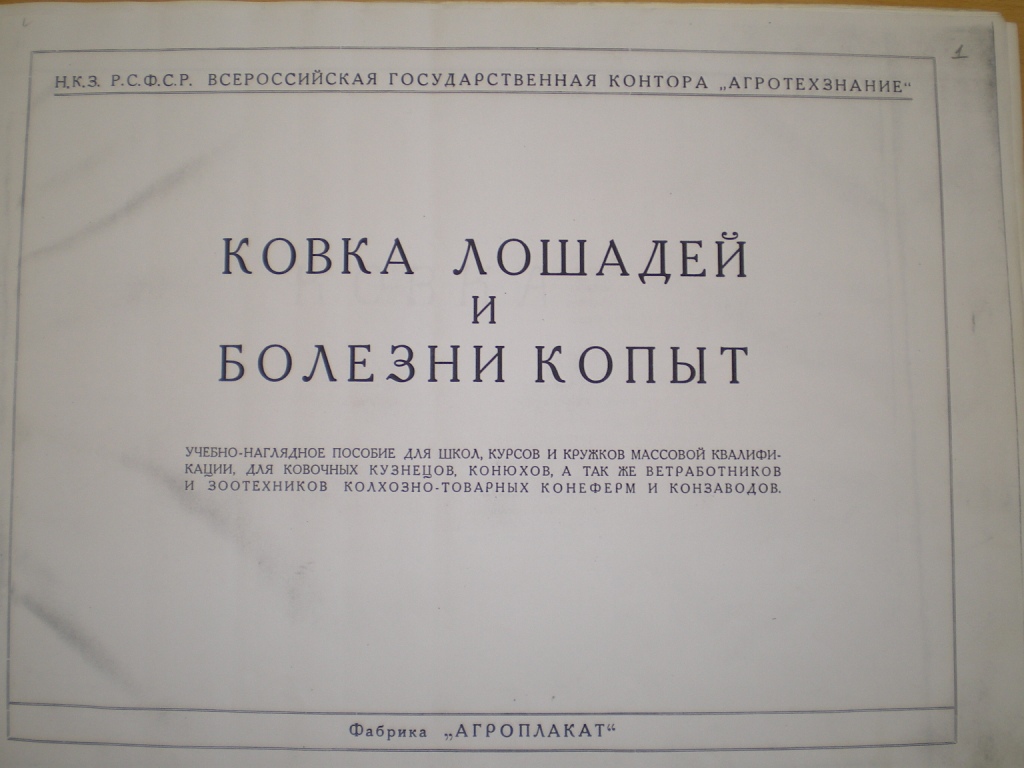 1
Н.К.З. Р.С.Ф.С.Р. ВСЕРОССИЙСКАЯ ГОСУДАРСТВЕННАЯ КОНТОРА „АГРОТЕХЗНАНИЕ“
КОВКА ЛОШАДЕЙ
И
БОЛЕЗНИ КОПЫТ
УЧЕБНО-НАГЛЯДНОЕ ПОСОБИЕ ДЛЯ ШКОЛ, КУРСОВ И КРУЖКОВ МАССОВОЙ КВАЛИФИ-
КАЦИИ, ДЛЯ КОВОЧНЫХ КУЗНЕЦОВ, КОНЮХОВ, А ТАК ЖЕ ВЕТРАБОТНИКОВ
И ЗООТЕХНИКОВ КОЛХОЗНО-ТОВАРНЫХ КОНЕФЕРМ И КОНЗАВОДОВ.
Фабрика „АГРОПЛАКАТ“